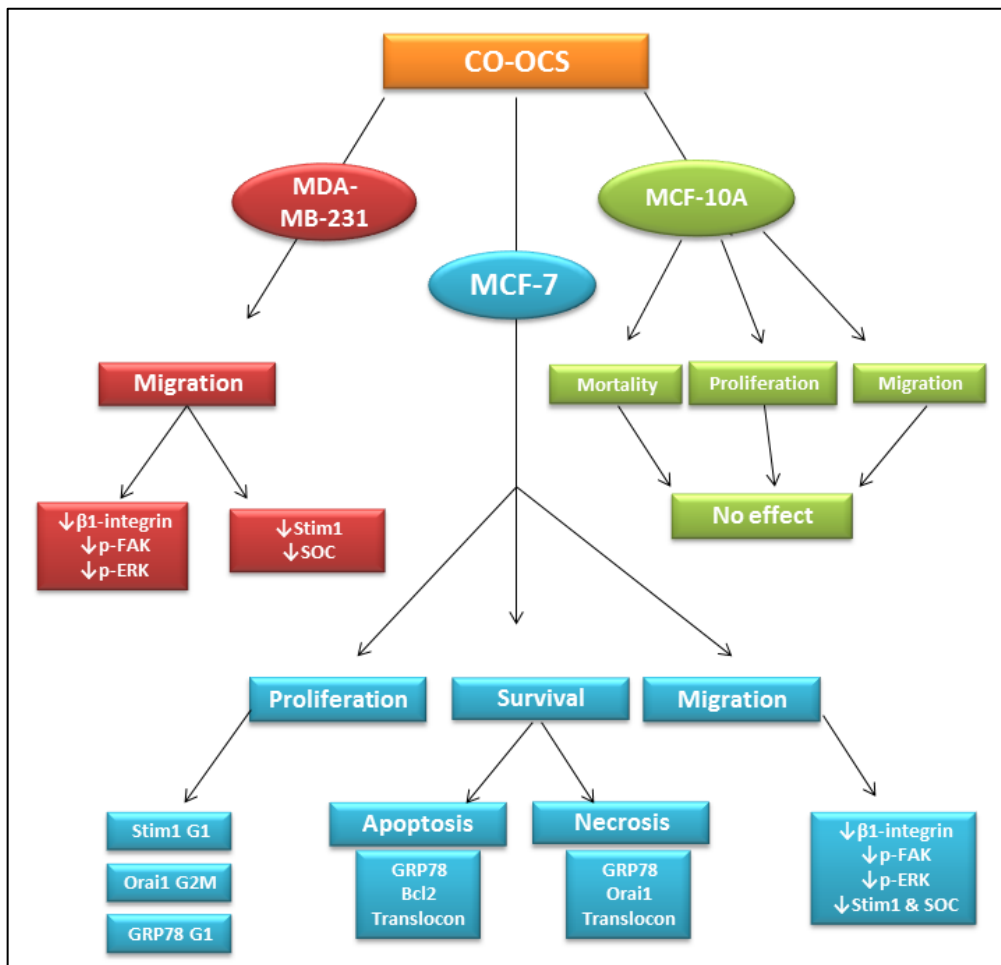 CO-OCS
MDA-
MB-231
MCF-10A
MCF-7
Migration
Mortality
Proliferation
Migration
↓β1-integrin
↓p-FAK
↓p-ERK
↓Stim1
↓SOC
No effect
Proliferation
Survival
Migration
Stim1 G1
Orai1 G2M
GRP78 G1
Apoptosis
GRP78
Bcl2
Translocon
Necrosis
GRP78
Orai1
Translocon
↓β1-integrin
↓p-FAK
↓p-ERK
↓Stim1 & SOC